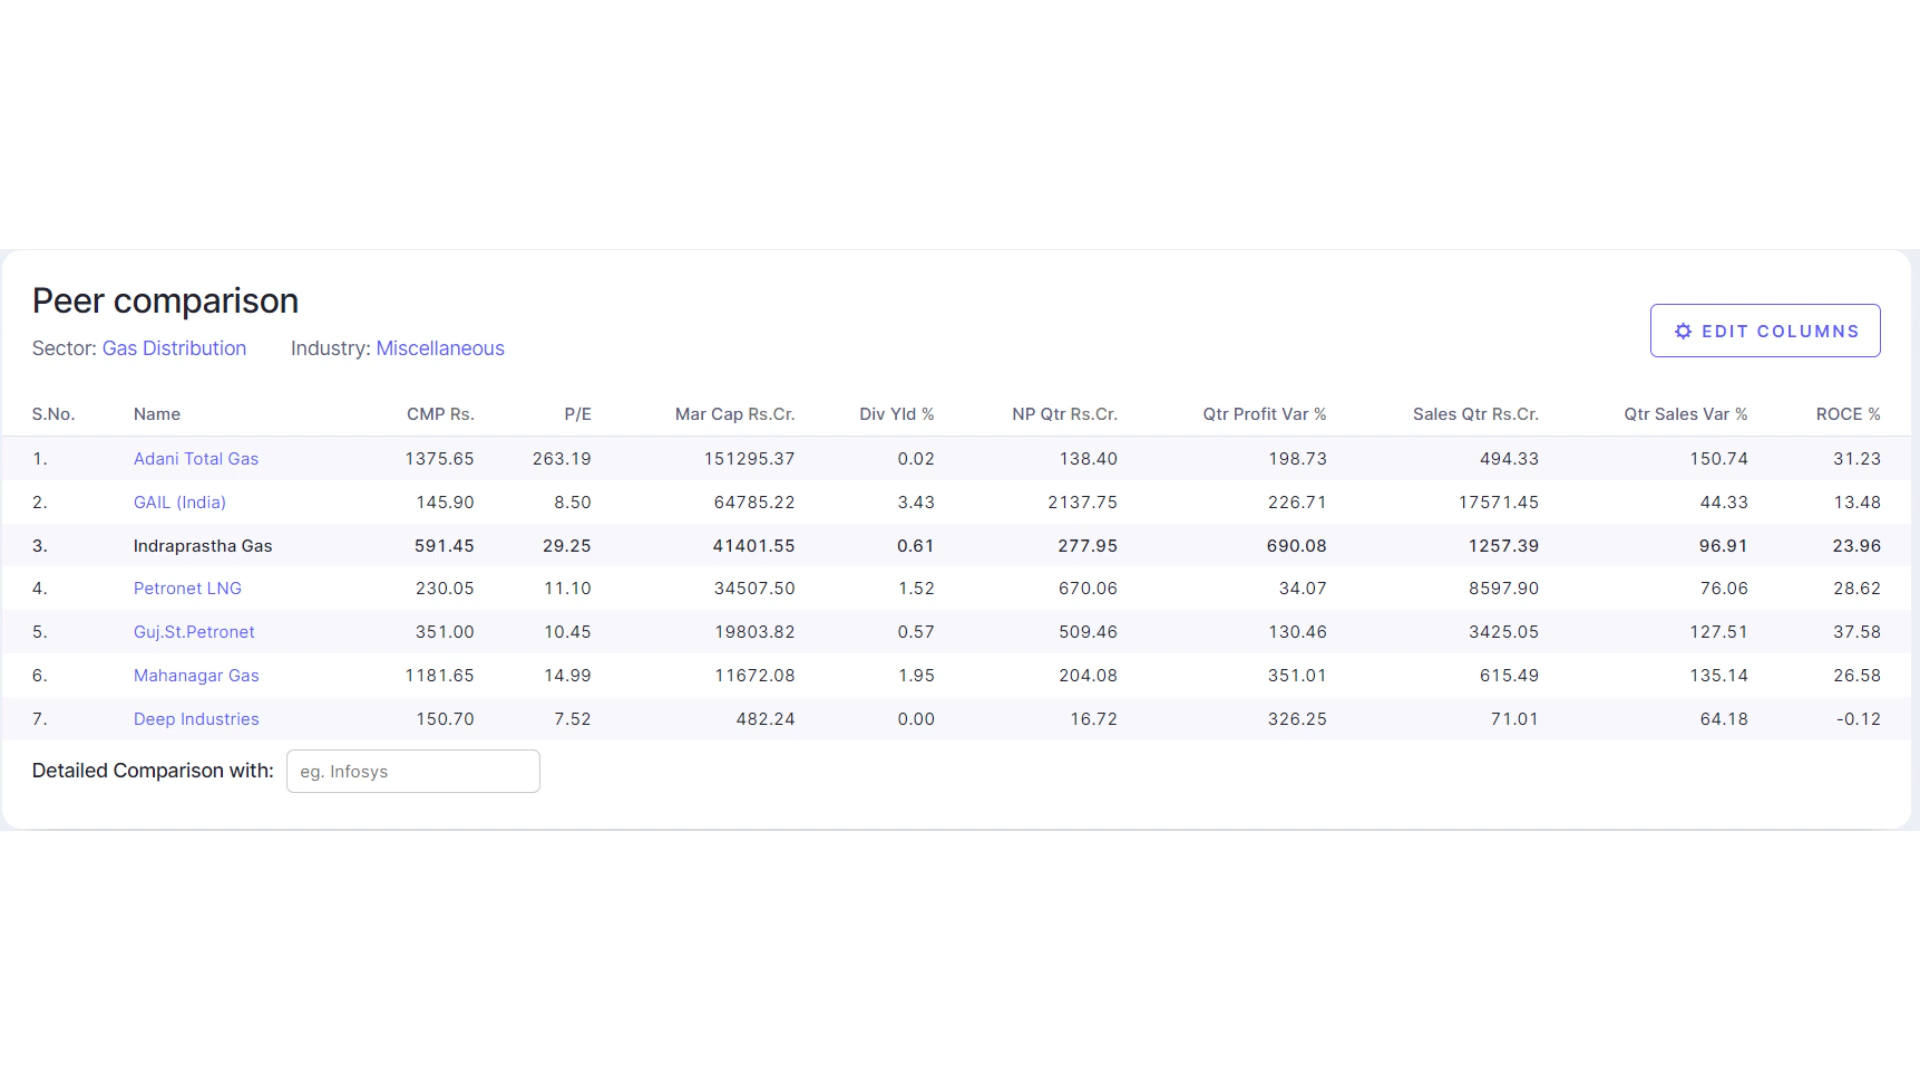 Peer comparison
Sector: Gas Distribution Industry: Miscellaneous
EDIT COLUMNS
S.No. Name CMP Rs. P/E Mar Cap Rs.Cr. Div Yld % NP Qtr Rs.Cr. Qtr Profit Var % Sales Qtr Rs.Cr. Qtr Sales Var % ROCE %
1. Adani Total Gas 1375.65 263.19 151295.37 0.02 138.40 198.73 494.33 150.74 31.23
2. GAIL (India) 145.90 8.50 64785.22 3.43 2137.75 226.71 17571.45 44.33 13.48
3. Indraprastha Gas 591.45 29.25 41401.55 0.61 277.95 690.08 1257.39 96.91 23.96
4. Petronet LNG 230.05 11.10 34507.50 1.52 670.06 34.07 8597.90 76.06 28.62
5. Guj.St.Petronet 351.00 10.45 19803.82 0.57 509.46 130.46 3425.05 127.51 37.58
6. Mahanagar Gas 1181.65 14.99 11672.08 1.95 204.08 351.01 615.49 135.14 26.58
7. Deep Industries 150.70 7.52 482.24 0.00 16.72 326.25 71.01 64.18 -0.12
Detailed Comparison with: eg. Infosys